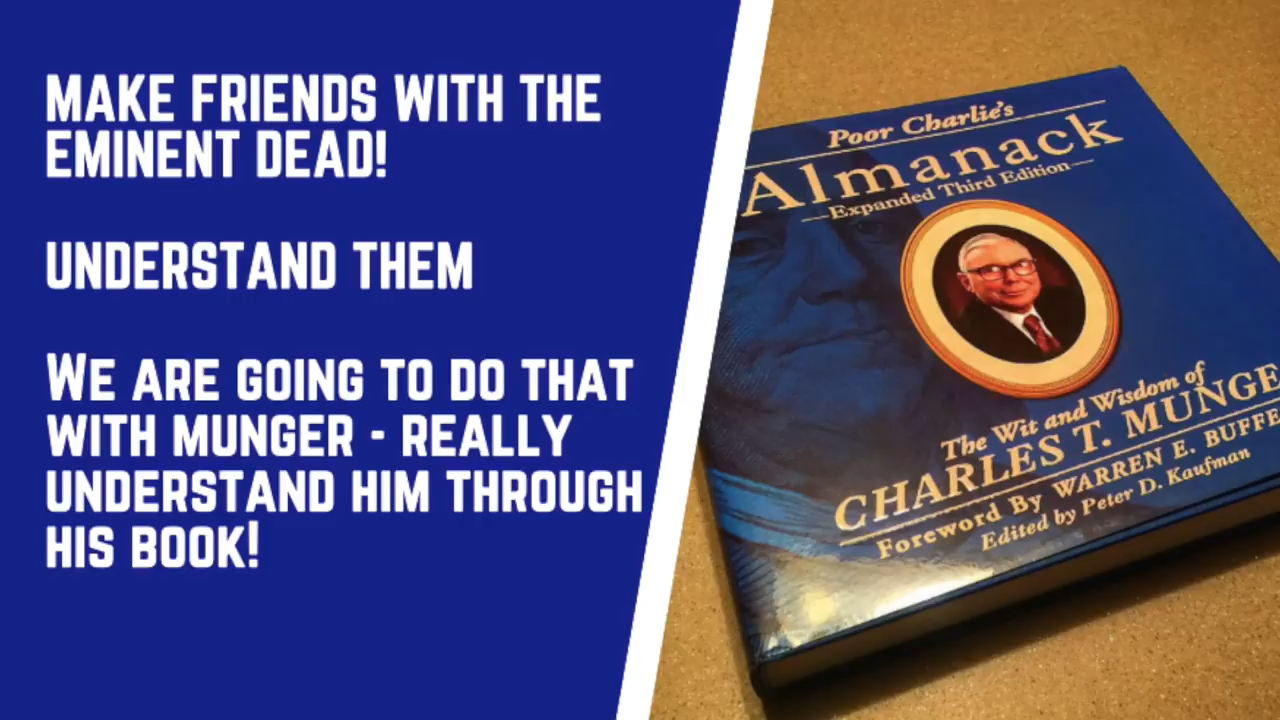 MAKE FRIENDS WITH THE
EMINENT DEAD!
UNDERSTAND THEM
WE ARE GOING TO DO THAT
WITH MUNGER - REALLY
UNDERSTAND HIM THROUGH
HIS BOOK!
Poor Charlie's
Almanack
Expanded Third Edition
The Wit and Wisdom of
CHARLES T. MUNGE
Foreword By WARREN E. BUFFE
Edited by Peter D. Kaufman